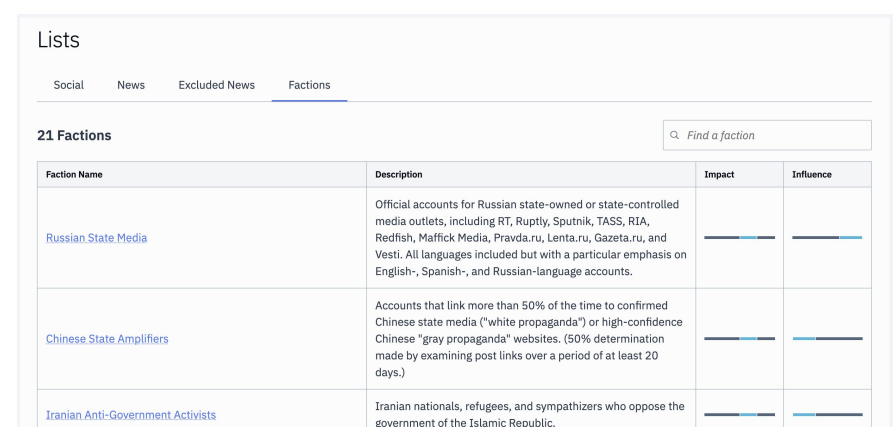 Lists
Social News Excluded News Factions
21 Factions
Find a faction
Faction Name Description Impact Influence
Official accounts for Russian state-owned or state-controlled
media outlets, including RT, Ruptly, Sputnik, TASS, RIA,
Russian State Media
Redfish, Maffick Media, Pravda.ru, Lenta.ru, Gazeta.ru, and
Vesti. All languages included but with a particular emphasis on
English-, Spanish-, and Russian-language accounts.
Accounts that link more than 50% of the time to confirmed
Chinese state media ("white propaganda") or high-confidence
Chinese State Amplifiers
Chinese "gray propaganda" websites. (50% determination
made by examining post links over a period of at least 20
days.)
Iranian Anti-Government Activists
Iranian nationals, refugees, and sympathizers who oppose the
government of the Islamic Republic.